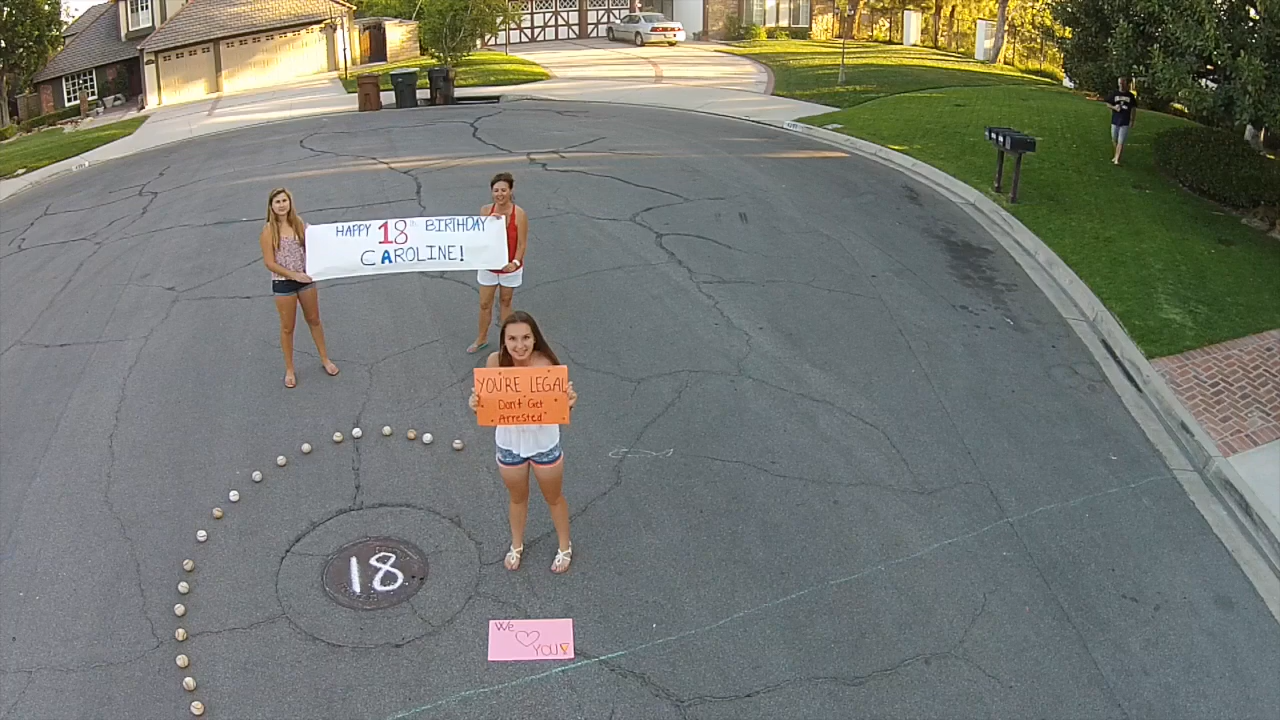 HAPPY 18TH BIRTHDAY
CAROLINE!
YOU'RE LEGAL
"Don't Get
Arrested"
18
We
♡
YOU